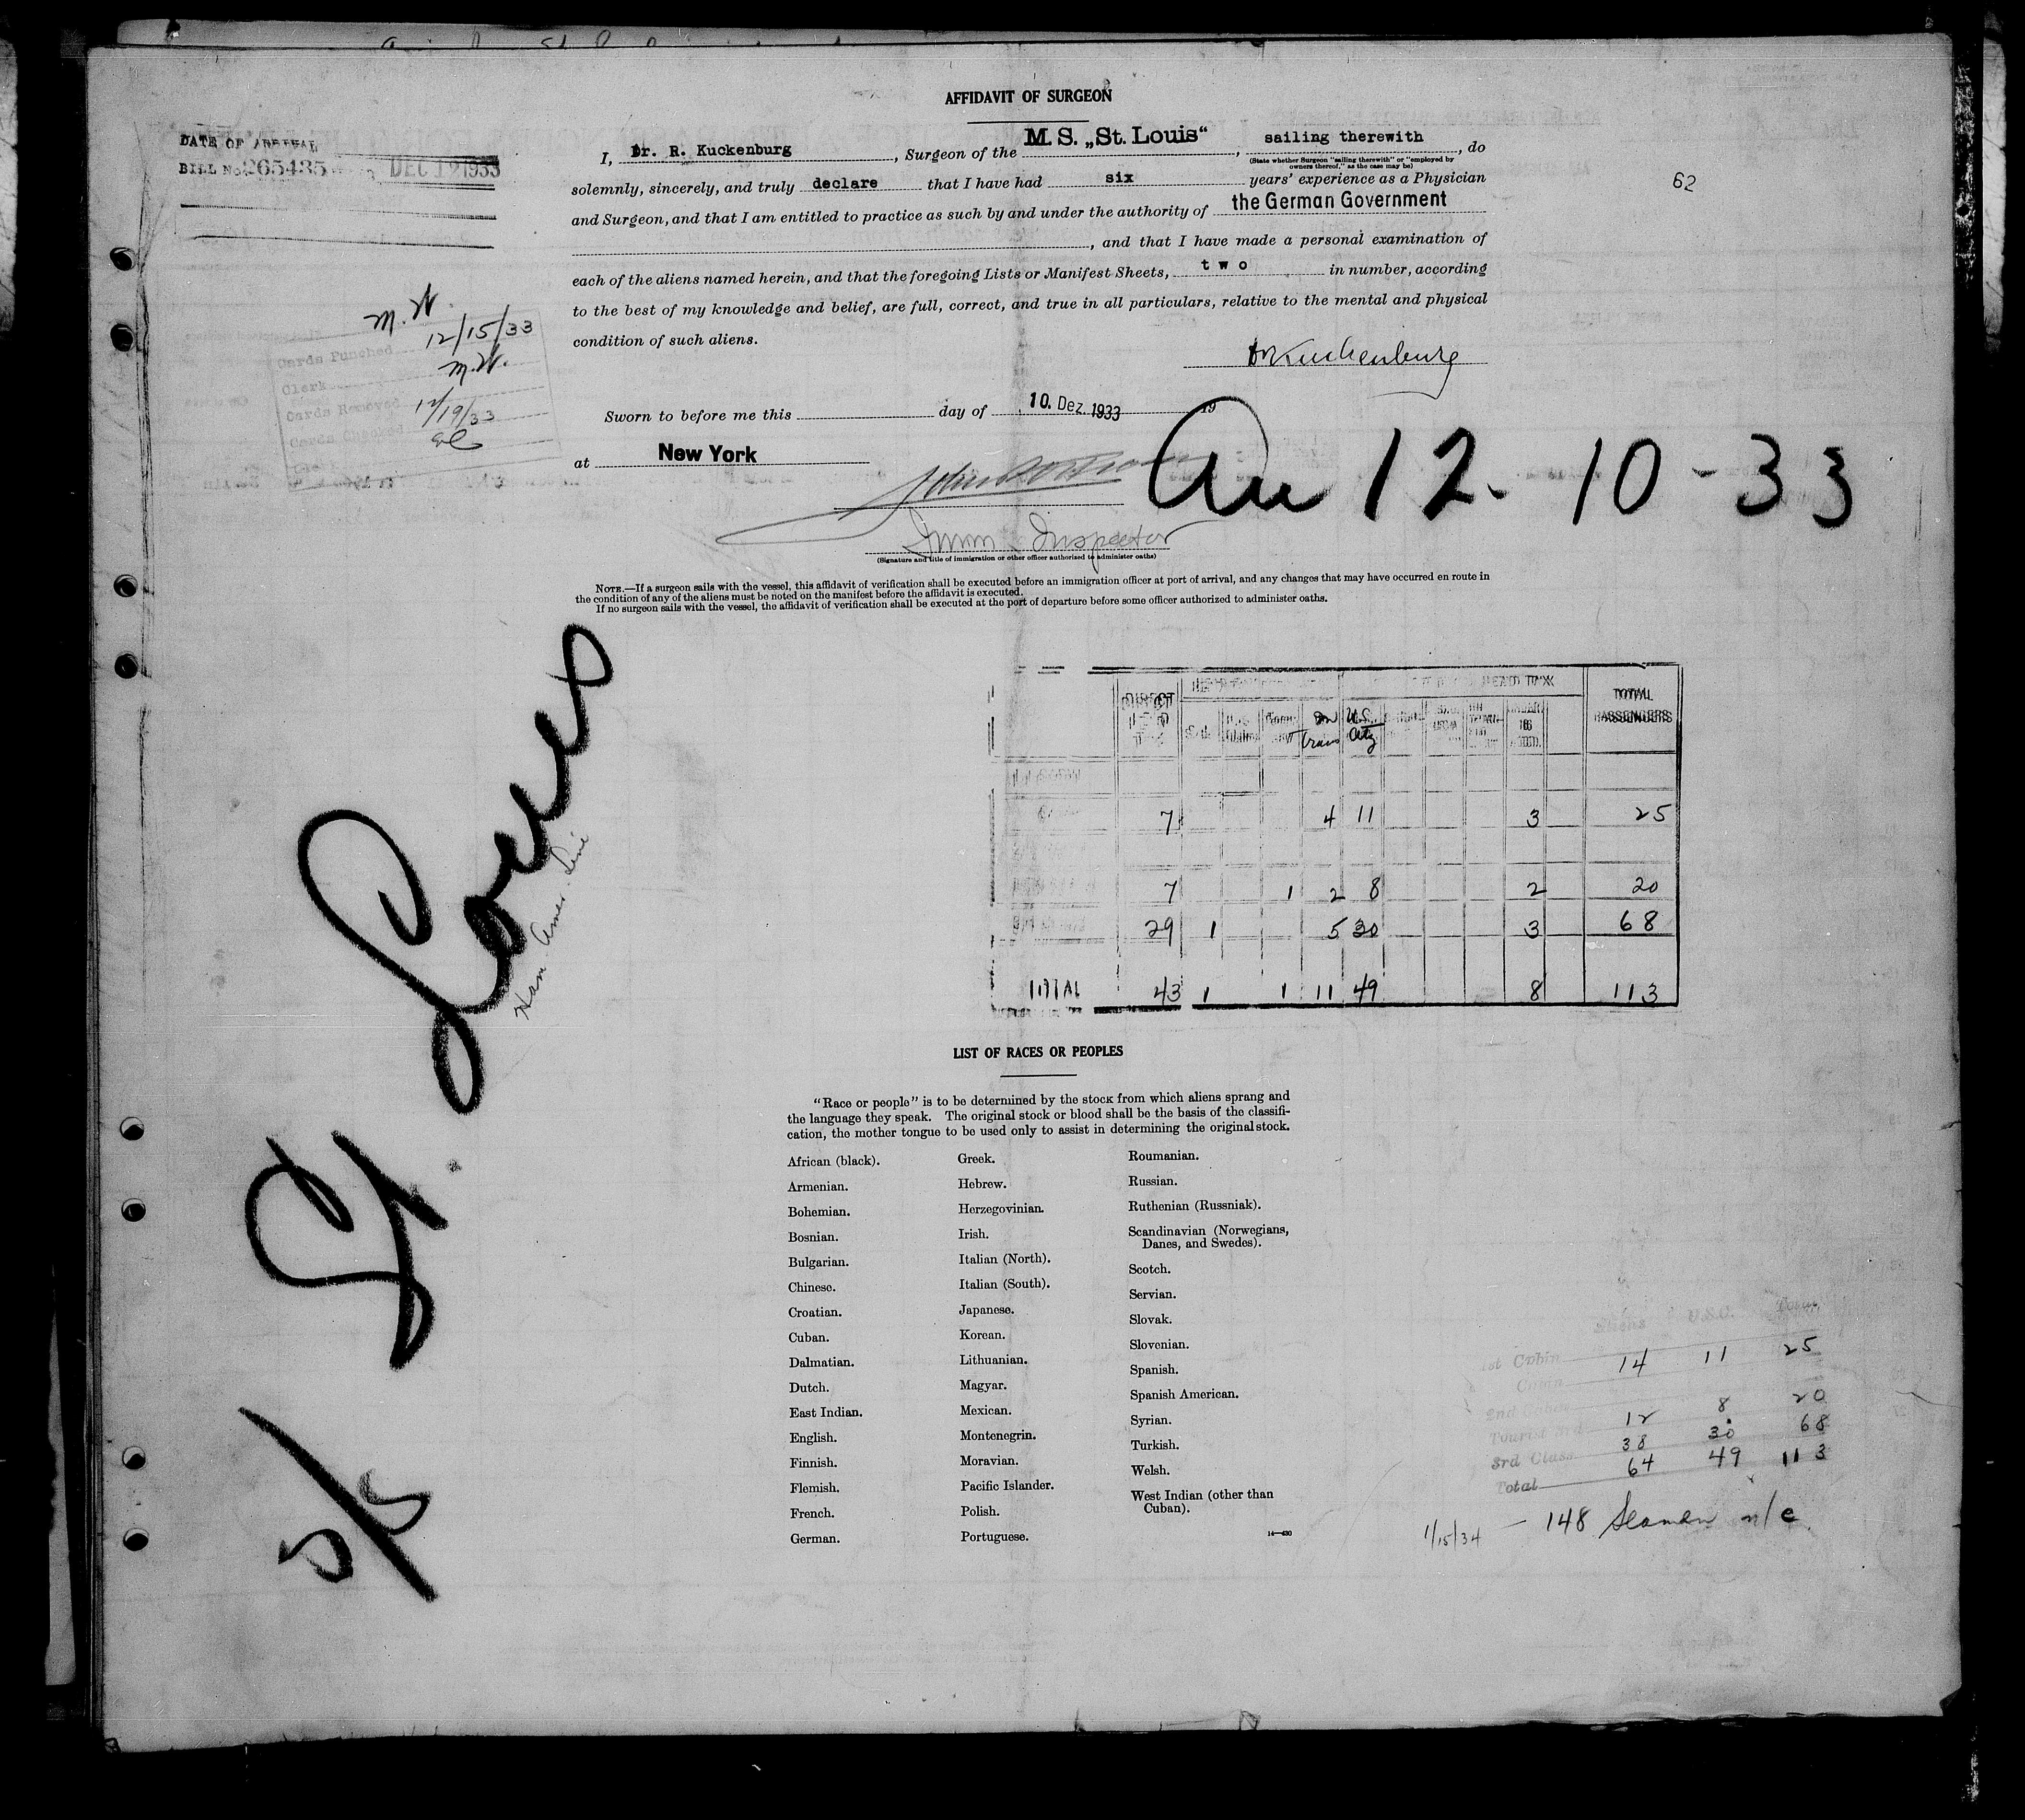 AFFIDAVIT OF SURGEON
DATE OF ARRIVAL
BILL No. 265435 DEC 12 1933
I, Dr. R. Kuckenburg, Surgeon of the M.S. „St. Louis“, sailing therewith, do
(State whether Surgeon "sailing therewith" or "employed by owners thereof," as the case may be)
solemnly, sincerely, and truly declare that I have had six years' experience as a Physician
and Surgeon, and that I am entitled to practice as such by and under the authority of the German Government
, and that I have made a personal examination of
each of the aliens named herein, and that the foregoing Lists or Manifest Sheets, two in number, according
to the best of my knowledge and belief, are full, correct, and true in all particulars, relative to the mental and physical
condition of such aliens.
62
M.W.
Cards Punched 12/15/33
Clerk M.W.
Cards Removed 12/19/33
Cards Checked
Clerk
Dr Kuckenburg
Sworn to before me this day of 10. Dez. 1933 19
at New York
Arr 12-10-33
Imm Inspector
(Signature and title of immigration or other officer authorized to administer oaths)
NOTE.—If a surgeon sails with the vessel, this affidavit of verification shall be executed before an immigration officer at port of arrival, and any changes that may have occurred en route in
the condition of any of the aliens must be noted on the manifest before the affidavit is executed.
If no surgeon sails with the vessel, the affidavit of verification shall be executed at the port of departure before some officer authorized to administer oaths.
S/S St. Louis
Ham. Amer. Line
DIRECT HEAD TAX TOTAL PASSENGERS
In Trans U.S. Ctz
7 4 11 3 25
7 1 2 8 2 20
29 1 5 30 3 68
TOTAL 43 1 1 11 49 8 113
LIST OF RACES OR PEOPLES
"Race or people" is to be determined by the stock from which aliens sprang and
the language they speak. The original stock or blood shall be the basis of the classifi-
cation, the mother tongue to be used only to assist in determining the original stock.
African (black).
Armenian.
Bohemian.
Bosnian.
Bulgarian.
Chinese.
Croatian.
Cuban.
Dalmatian.
Dutch.
East Indian.
English.
Finnish.
Flemish.
French.
German.
Greek.
Hebrew.
Herzegovinian.
Irish.
Italian (North).
Italian (South).
Japanese.
Korean.
Lithuanian.
Magyar.
Mexican.
Montenegrin.
Moravian.
Pacific Islander.
Polish.
Portuguese.
Roumanian.
Russian.
Ruthenian (Russniak).
Scandinavian (Norwegians,
Danes, and Swedes).
Scotch.
Servian.
Slovak.
Slovenian.
Spanish.
Spanish American.
Syrian.
Turkish.
Welsh.
West Indian (other than
Cuban).
14—430
Aliens U.S.C. Total
1st Cabin 14 11 25
Cabin
2nd
Tourist 3rd 12 8 20
3rd Class 38 30 68
Total 64 49 113
1/15/34 — 148 Seamen n/c